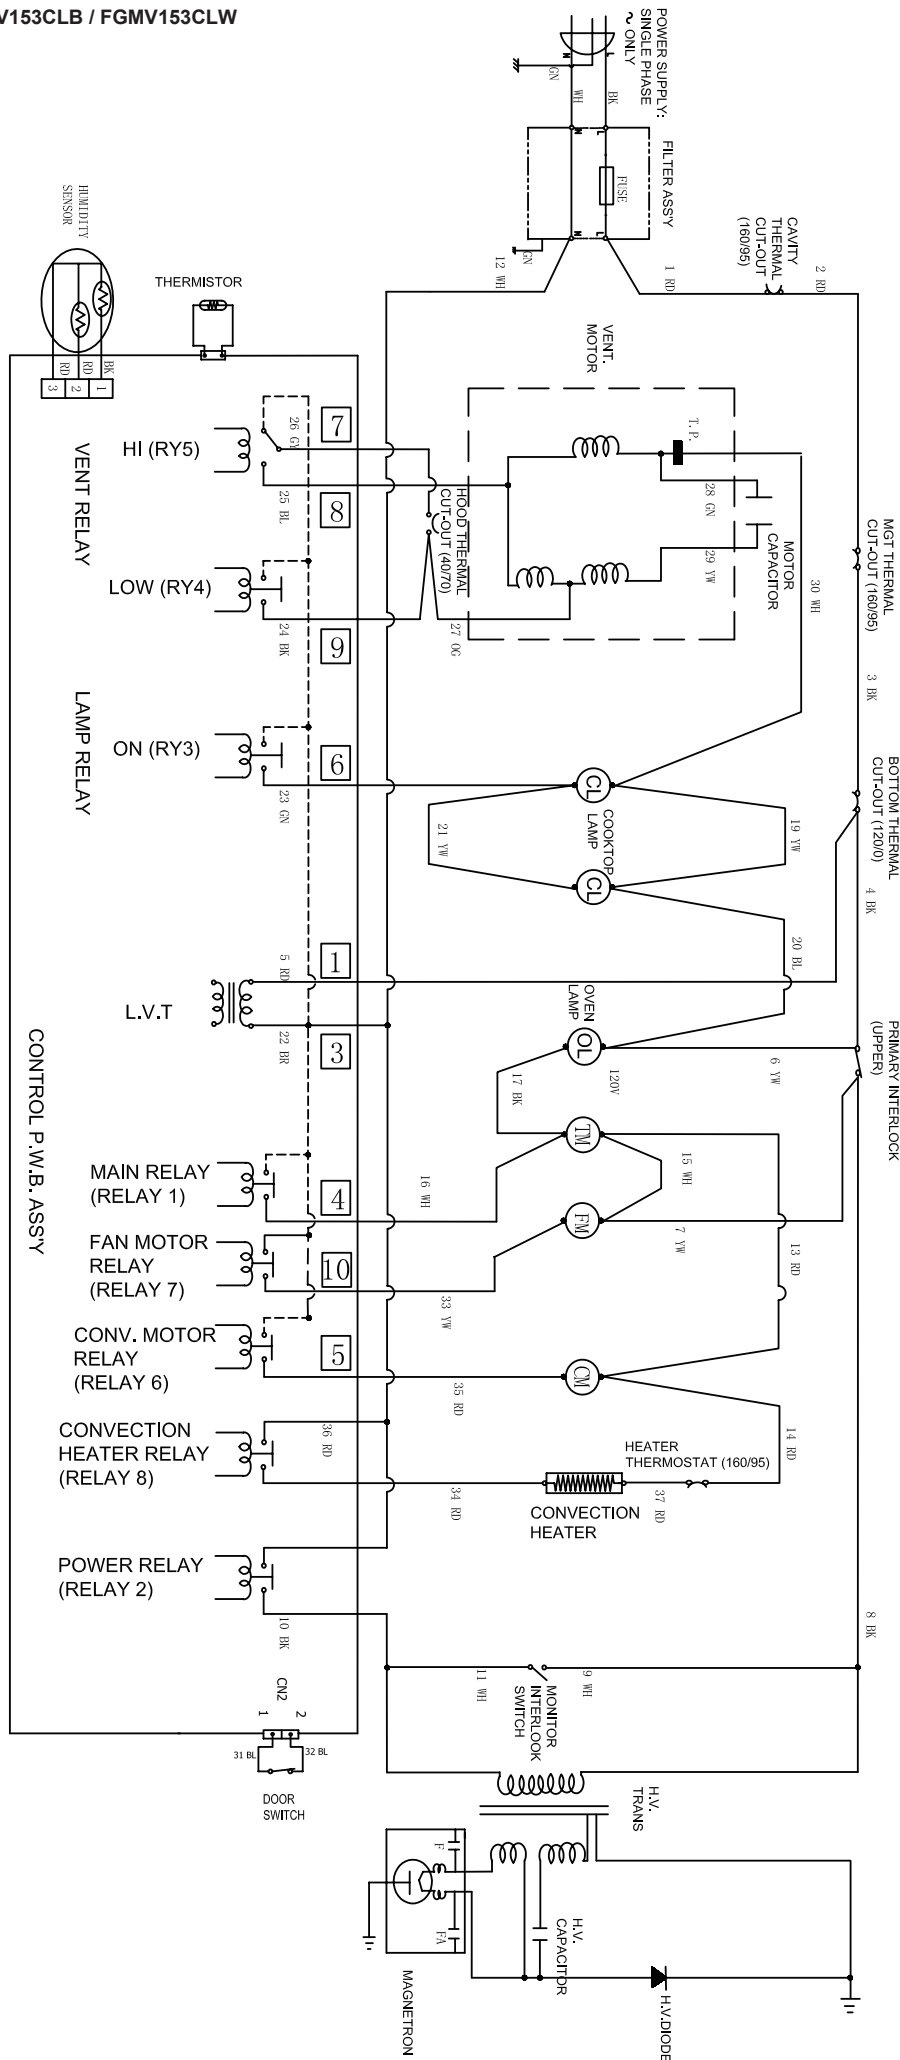 V153CLB / FGMV153CLW
POWER SUPPLY:
SINGLE PHASE
~ ONLY
N
L
GN
WH
BK
N
L
FILTER ASS'Y
FUSE
N
L
GN
12 WH
1 RD
CAVITY
THERMAL
CUT-OUT
(160/95)
2 RD
HUMIDITY
SENSOR
THERMISTOR
BK
RD
RD
3
2
1
VENT.
MOTOR
T.P.
28 GN
29 YW
MOTOR
CAPACITOR
30 WH
MGT THERMAL
CUT-OUT (160/95)
3 BK
HI (RY5)
26 GY
7
25 BL
8
VENT RELAY
HOOD THERMAL
CUT-OUT (40/70)
LOW (RY4)
24 BK
9
27 OG
LAMP RELAY
ON (RY3)
6
23 GN
CL
COOKTOP
LAMP
CL
21 YW
19 YW
BOTTOM THERMAL
CUT-OUT (120/0)
4 BK
20 BL
5 RD
1
L.V.T
22 BR
3
OVEN
LAMP
OL
120V
6 YW
PRIMARY INTERLOCK
(UPPER)
17 BK
CONTROL P.W.B. ASS'Y
MAIN RELAY
(RELAY 1)
4
16 WH
TM
15 WH
FM
7 YW
13 RD
FAN MOTOR
RELAY
(RELAY 7)
10
33 YW
CONV. MOTOR
RELAY
(RELAY 6)
5
35 RD
CM
14 RD
CONVECTION
HEATER RELAY
(RELAY 8)
36 RD
34 RD
HEATER
THERMOSTAT (160/95)
37 RD
CONVECTION
HEATER
POWER RELAY
(RELAY 2)
10 BK
8 BK
11 WH
9 WH
MONITOR
INTERLOOK
SWITCH
CN2
1
2
31 BL
32 BL
DOOR
SWITCH
H.V.
TRANS
F
FA
H.V.
CAPACITOR
MAGNETRON
H.V.DIODE